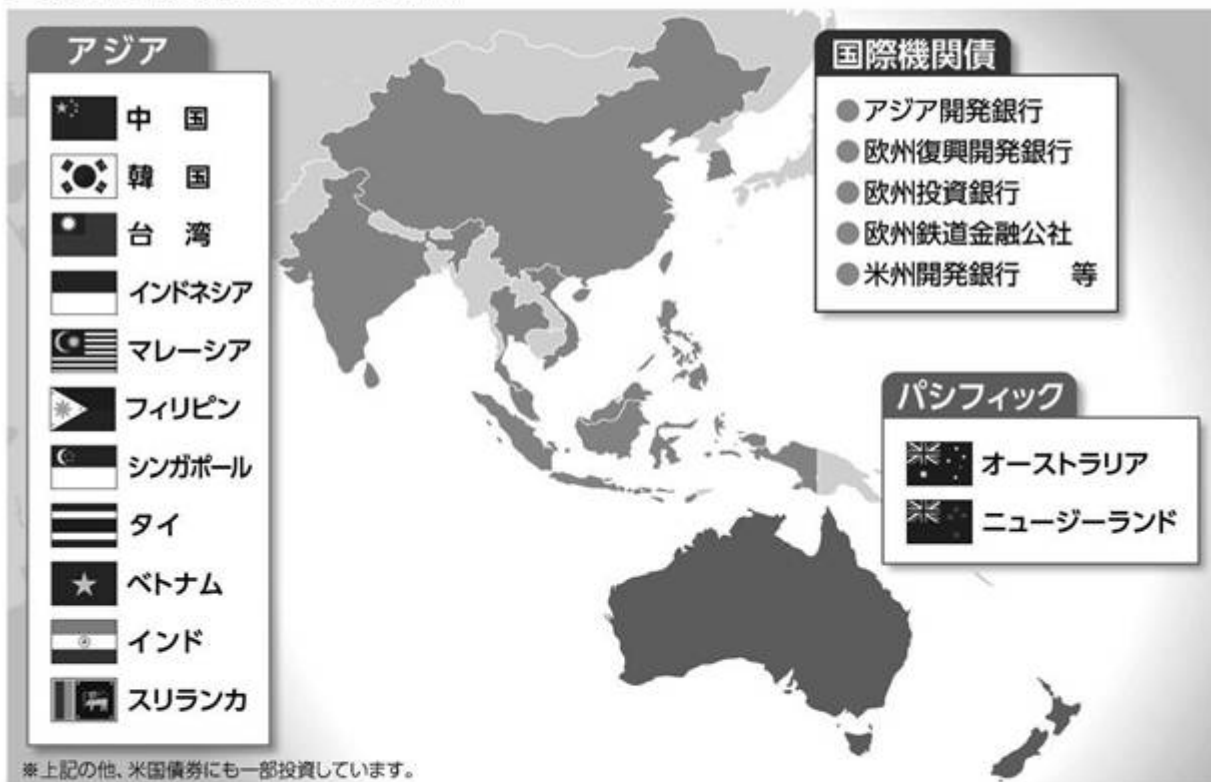 アジア
中 国
韓 国
台 湾
インドネシア
マレーシア
フィリピン
シンガポール
タイ
ベトナム
インド
スリランカ
国際機関債
●アジア開発銀行
●欧州復興開発銀行
●欧州投資銀行
●欧州鉄道金融公社
●米州開発銀行 等
パシフィック
オーストラリア
ニュージーランド
※上記の他、米国債券にも一部投資しています。